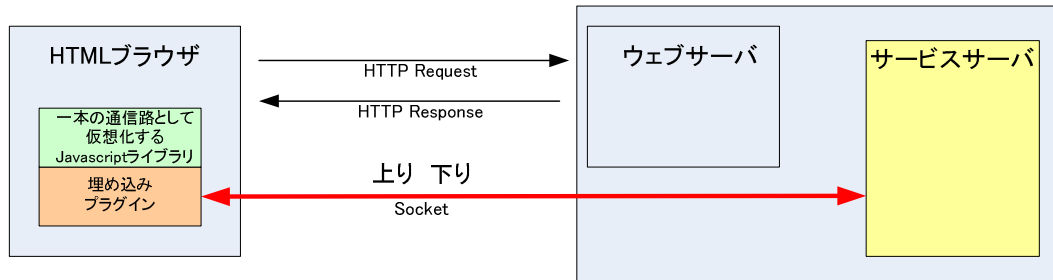 HTMLブラウザ
一本の通信路として
仮想化する
Javascriptライブラリ
埋め込み
プラグイン
HTTP Request
HTTP Response
上り 下り
Socket
ウェブサーバ
サービスサーバ